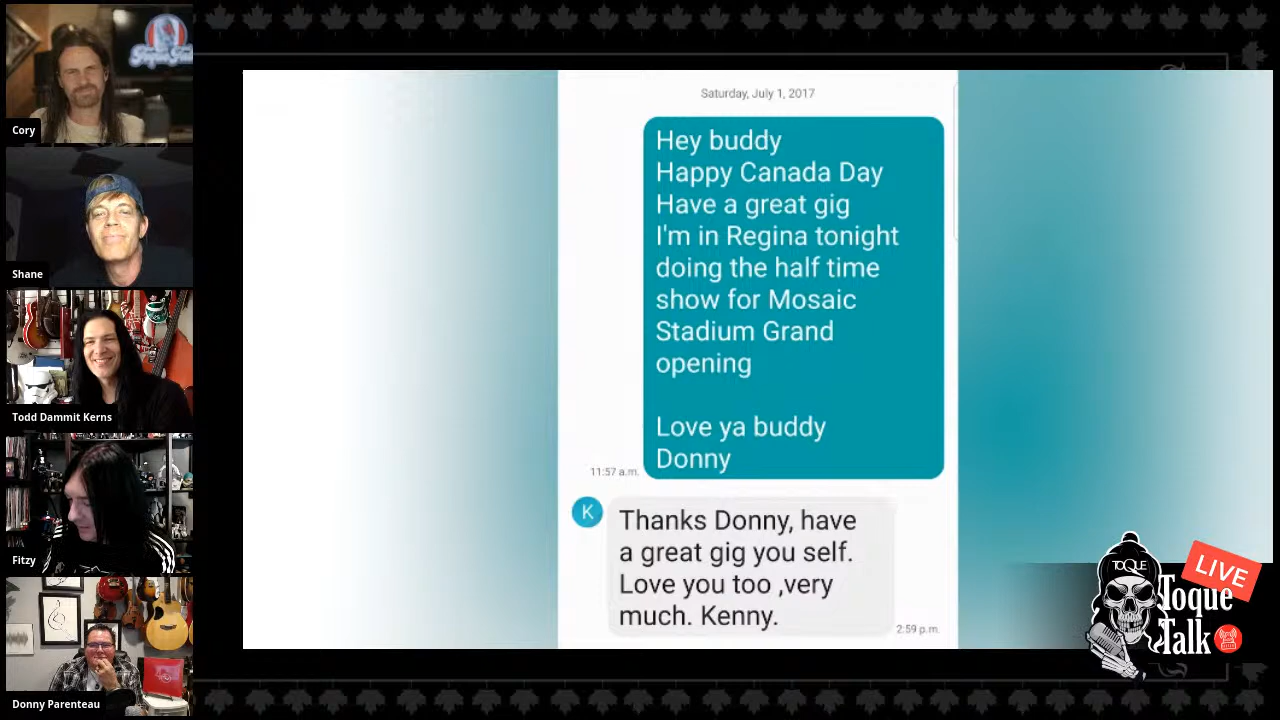 Cory
Shane
Todd Dammit Kerns
Fitzy
Donny Parenteau
Saturday, July 1, 2017
Hey buddy
Happy Canada Day
Have a great gig
I'm in Regina tonight
doing the half time
show for Mosaic
Stadium Grand
opening
Love ya buddy
Donny
11:57 a.m.
K
Thanks Donny, have
a great gig you self.
Love you too ,very
much. Kenny.
2:59 p.m.
TOQUE
LIVE
Toque
Talk